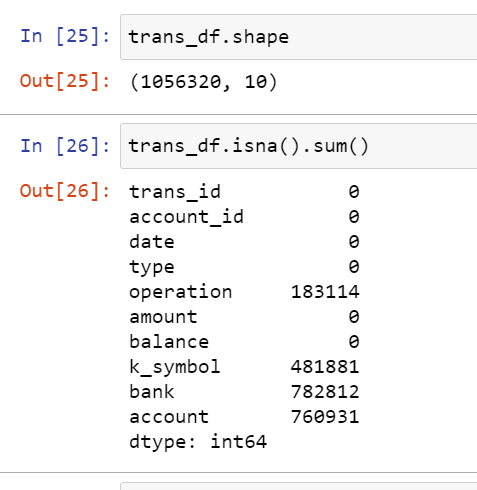 In [25]: trans_df.shape
Out[25]: (1056320, 10)
In [26]: trans_df.isna().sum()
Out[26]: trans_id 0
account_id 0
date 0
type 0
operation 183114
amount 0
balance 0
k_symbol 481881
bank 782812
account 760931
dtype: int64